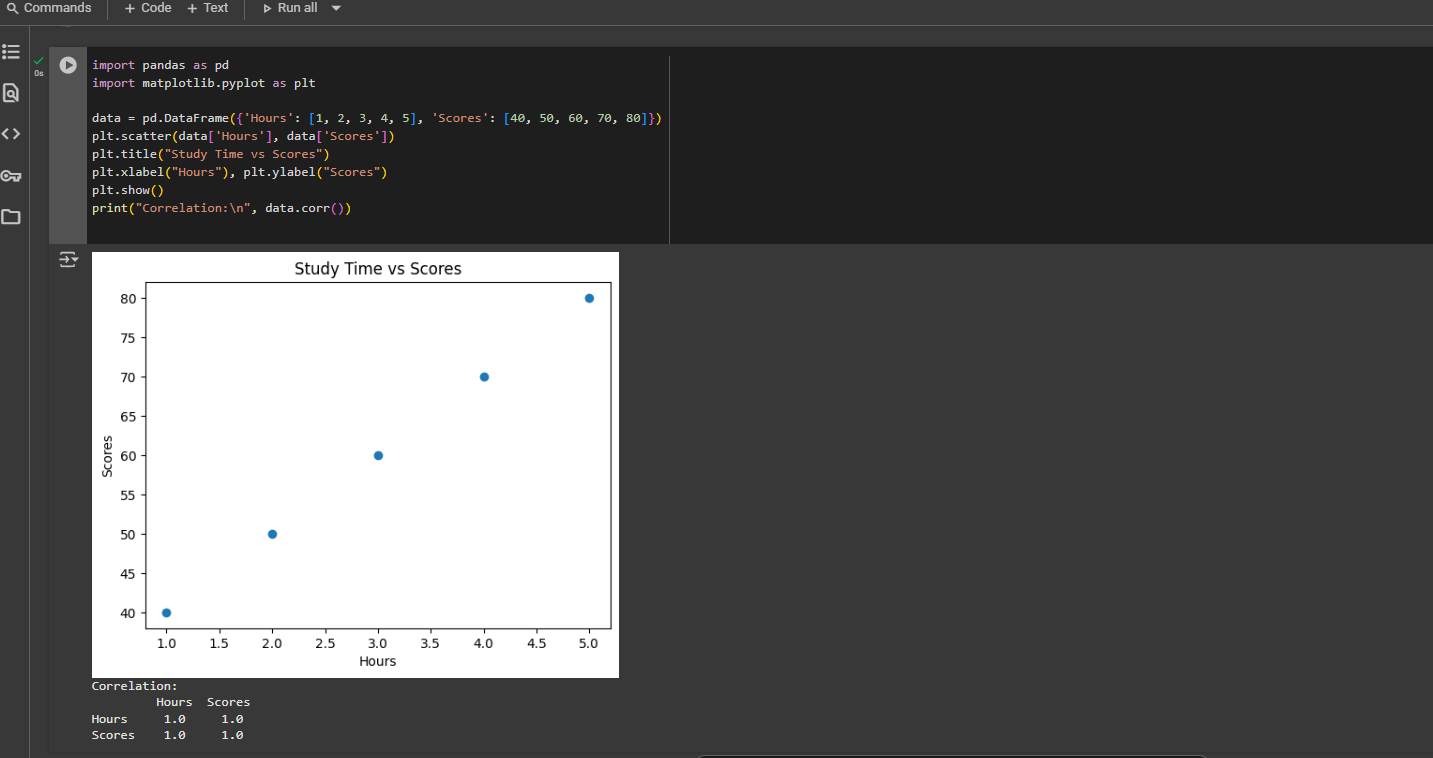 Commands + Code + Text Run all
0s
import pandas as pd
import matplotlib.pyplot as plt
data = pd.DataFrame({'Hours': [1, 2, 3, 4, 5], 'Scores': [40, 50, 60, 70, 80]})
plt.scatter(data['Hours'], data['Scores'])
plt.title("Study Time vs Scores")
plt.xlabel("Hours"), plt.ylabel("Scores")
plt.show()
print("Correlation:\n", data.corr())
Study Time vs Scores
80
75
70
65
60
55
50
45
40
Scores
1.0 1.5 2.0 2.5 3.0 3.5 4.0 4.5 5.0
Hours
Correlation:
Hours Scores
Hours 1.0 1.0
Scores 1.0 1.0